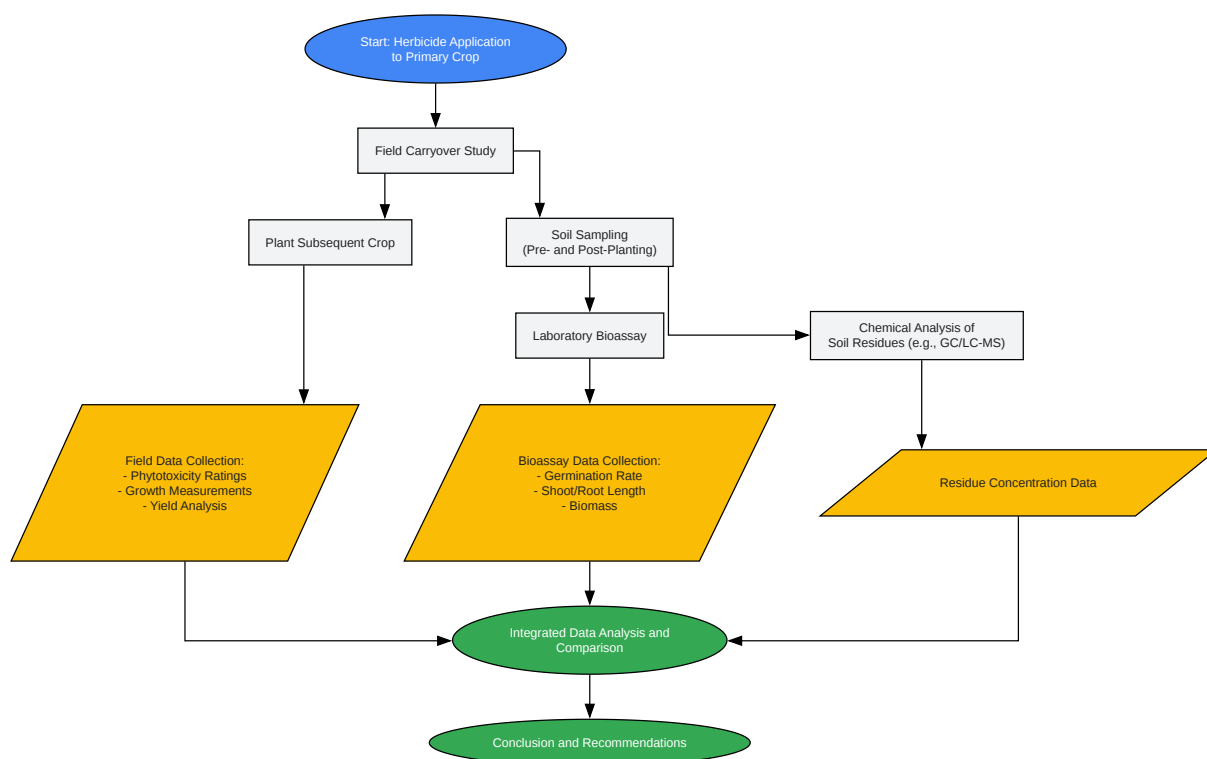 Start: Herbicide Application
to Primary Crop
Field Carryover Study
Plant Subsequent Crop
Soil Sampling
(Pre- and Post-Planting)
Laboratory Bioassay
Chemical Analysis of
Soil Residues (e.g., GC/LC-MS)
Field Data Collection:
- Phytotoxicity Ratings
- Growth Measurements
- Yield Analysis
Bioassay Data Collection:
- Germination Rate
- Shoot/Root Length
- Biomass
Residue Concentration Data
Integrated Data Analysis and
Comparison
Conclusion and Recommendations